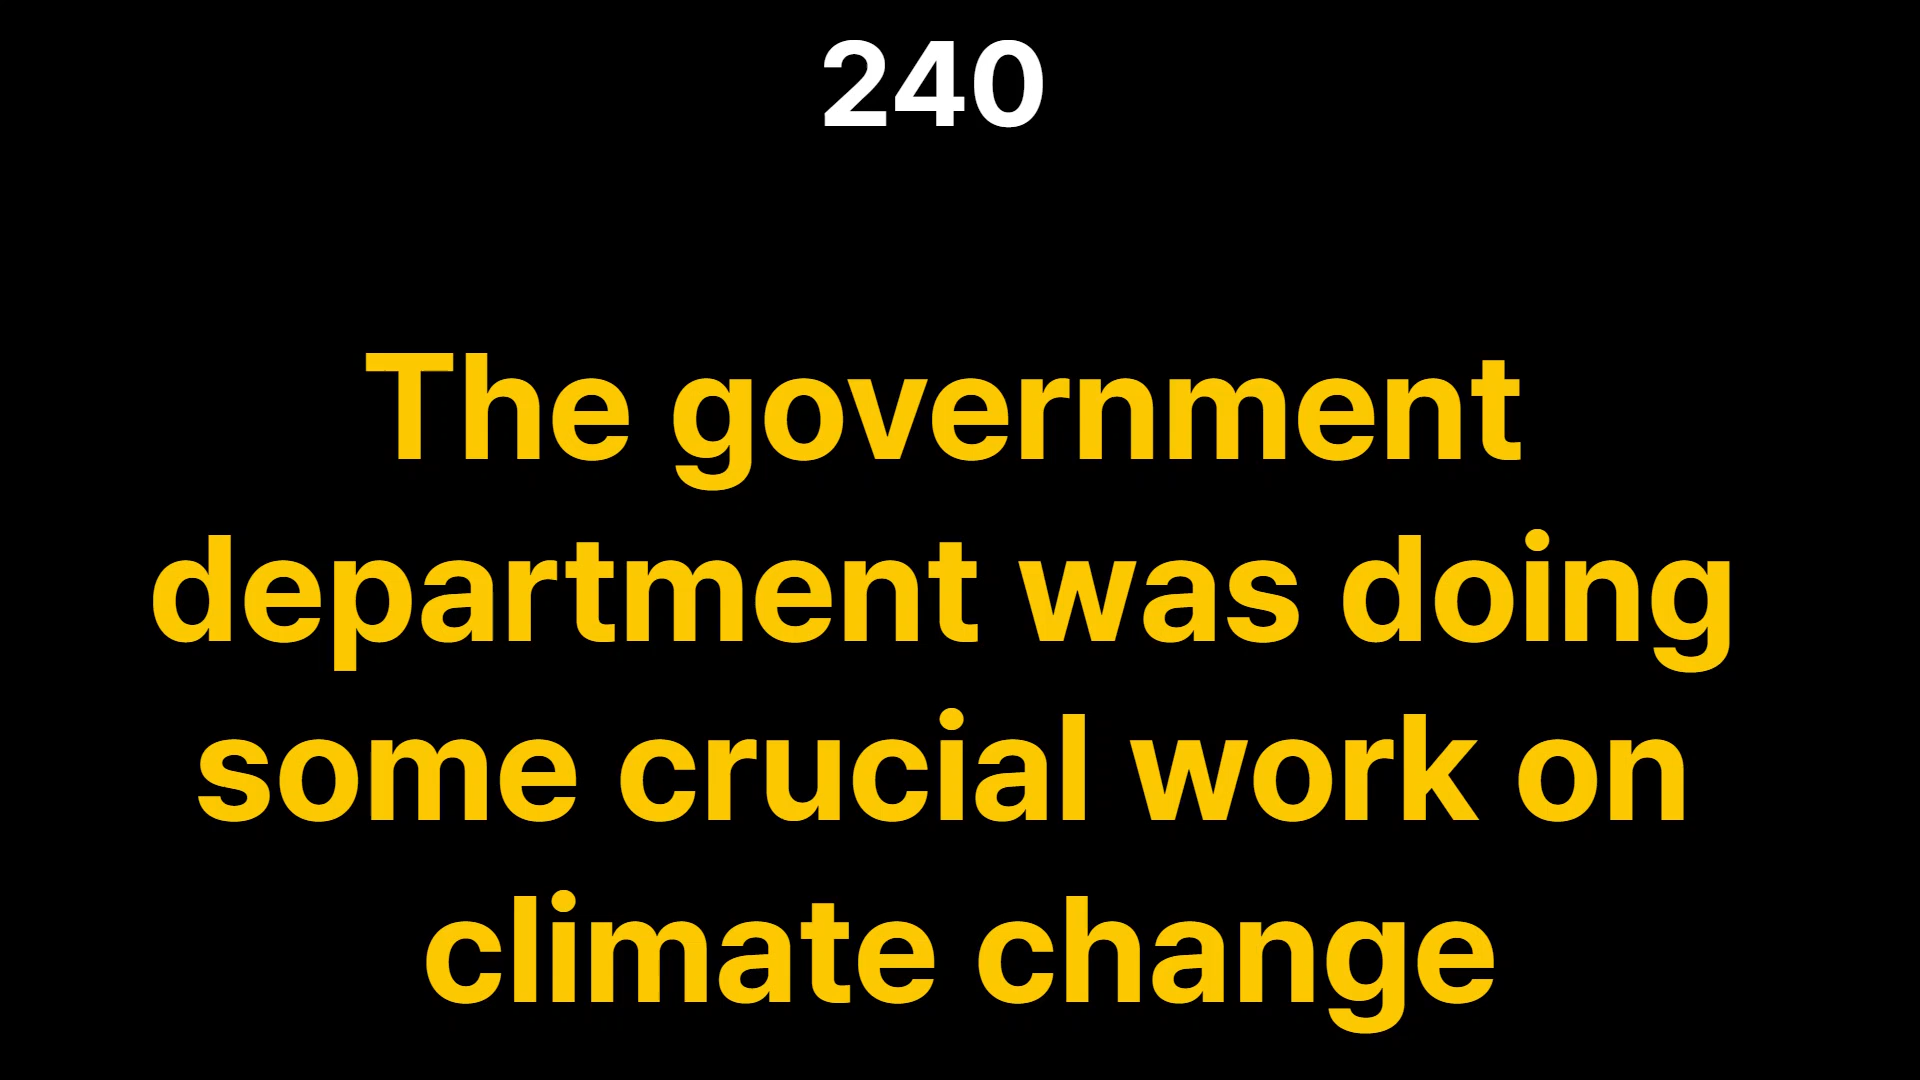 240
The government
department was doing
some crucial work on
climate change